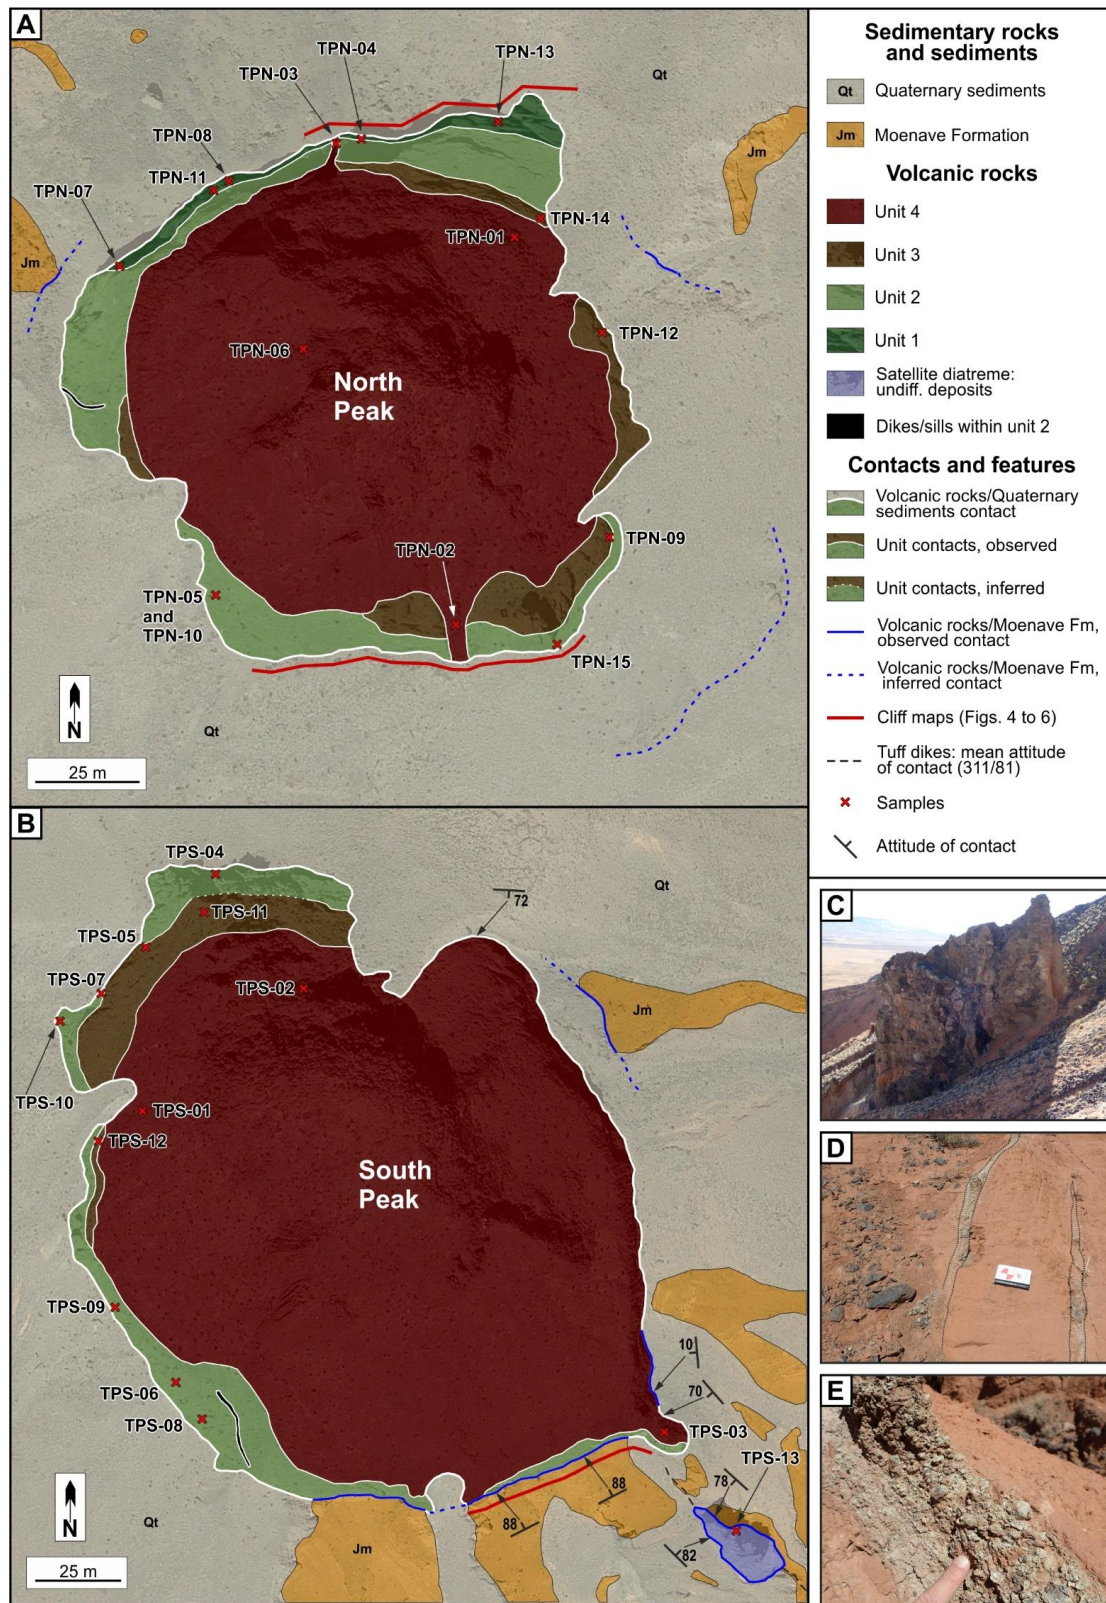 A
TPN-04
TPN-13
TPN-03
Qt
TPN-08
TPN-11
Jm
TPN-07
TPN-14
TPN-01
Jm
TPN-12
TPN-06
North
Peak
TPN-09
TPN-02
TPN-05
and
TPN-10
TPN-15
N
Qt
25 m
B
TPS-04
Qt
72
TPS-11
TPS-05
TPS-07
TPS-02
Jm
TPS-10
TPS-01
TPS-12
South
Peak
TPS-09
10
70
TPS-06
TPS-08
TPS-03
TPS-13
88
78
88
82
N
Qt
Jm
25 m
Sedimentary rocks
and sediments
Qt Quaternary sediments
Jm Moenave Formation
Volcanic rocks
Unit 4
Unit 3
Unit 2
Unit 1
Satellite diatreme:
undiff. deposits
Dikes/sills within unit 2
Contacts and features
Volcanic rocks/Quaternary
sediments contact
Unit contacts, observed
Unit contacts, inferred
Volcanic rocks/Moenave Fm,
observed contact
Volcanic rocks/Moenave Fm,
inferred contact
Cliff maps (Figs. 4 to 6)
Tuff dikes: mean attitude
of contact (311/81)
Samples
Attitude of contact
C
D
E